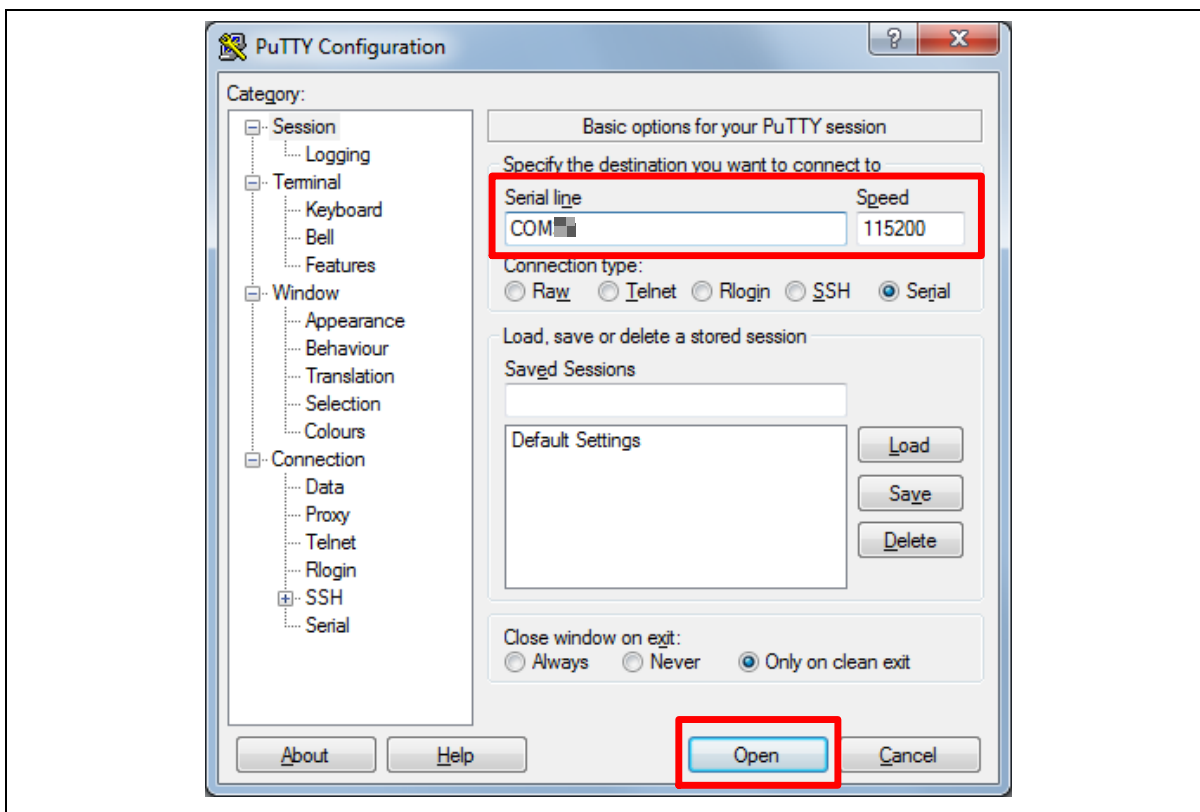 PuTTY Configuration
Category:
Session
Logging
Terminal
Keyboard
Bell
Features
Window
Appearance
Behaviour
Translation
Selection
Colours
Connection
Data
Proxy
Telnet
Rlogin
SSH
Serial
Basic options for your PuTTY session
Specify the destination you want to connect to
Serial line Speed
COM 115200
Connection type:
Raw Telnet Rlogin SSH Serial
Load, save or delete a stored session
Saved Sessions
Default Settings
Load
Save
Delete
Close window on exit:
Always Never Only on clean exit
About Help Open Cancel